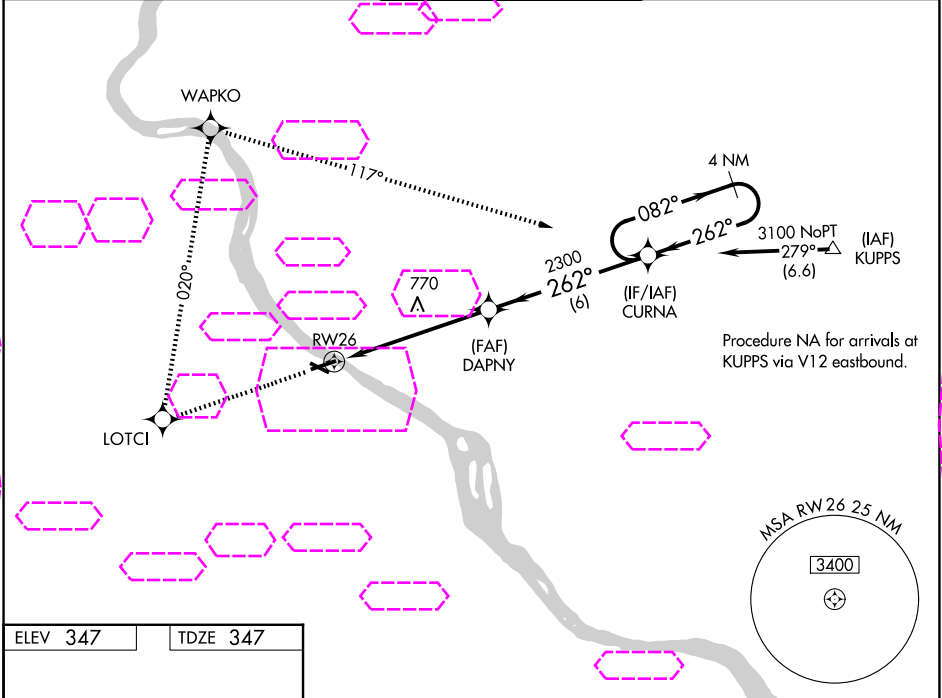 WAPKO
117°
020°
4 NM
082°
262°
3100 NoPT
279°
(6.6)
(IAF)
KUPPS
2300
262°
(6)
(IF/IAF)
CURNA
770
(FAF)
DAPNY
RW26
LOTCI
Procedure NA for arrivals at
KUPPS via V12 eastbound.
MSA RW26 25 NM
3400
ELEV 347
TDZE 347